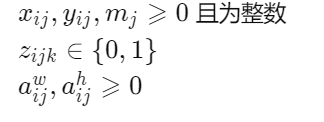 x_{ij}, y_{ij}, m_j ⩾ 0 且为整数
z_{ijk} ∈ {0, 1}
a^w_{ij}, a^h_{ij} ⩾ 0